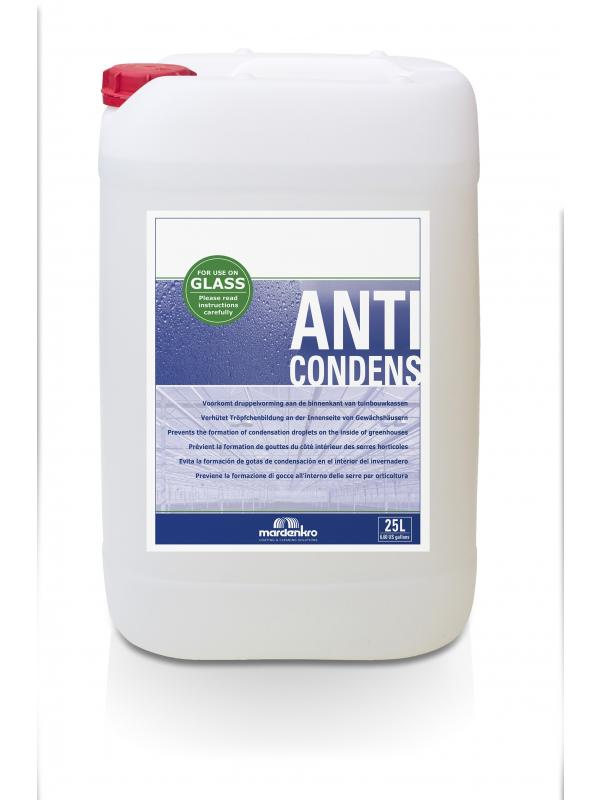 FOR USE ON
GLASS
Please read
instructions
carefully
ANTI
CONDENS
Voorkomt druppelvorming aan de binnenkant van tuinbouwkassen
Verhütet Tröpfchenbildung an der Innenseite von Gewächshäusern
Prevents the formation of condensation droplets on the inside of greenhouses
Prévient la formation de gouttes du côté intérieur des serres horticoles
Evita la formación de gotas de condensación en el interior del invernadero
Previene la formazione di gocce all'interno delle serre per orticoltura
mardenkro
COATING & CLEANING SOLUTIONS
25L
6.60 US gallons